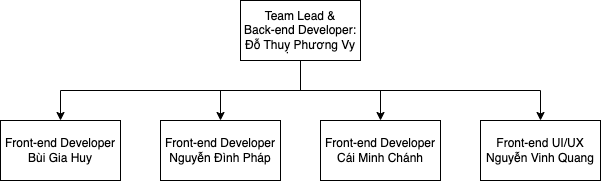 Team Lead &
Back-end Developer:
Đỗ Thuỵ Phương Vy
Front-end Developer
Bùi Gia Huy
Front-end Developer
Nguyễn Đình Pháp
Front-end Developer
Cái Minh Chánh
Front-end UI/UX
Nguyễn Vinh Quang